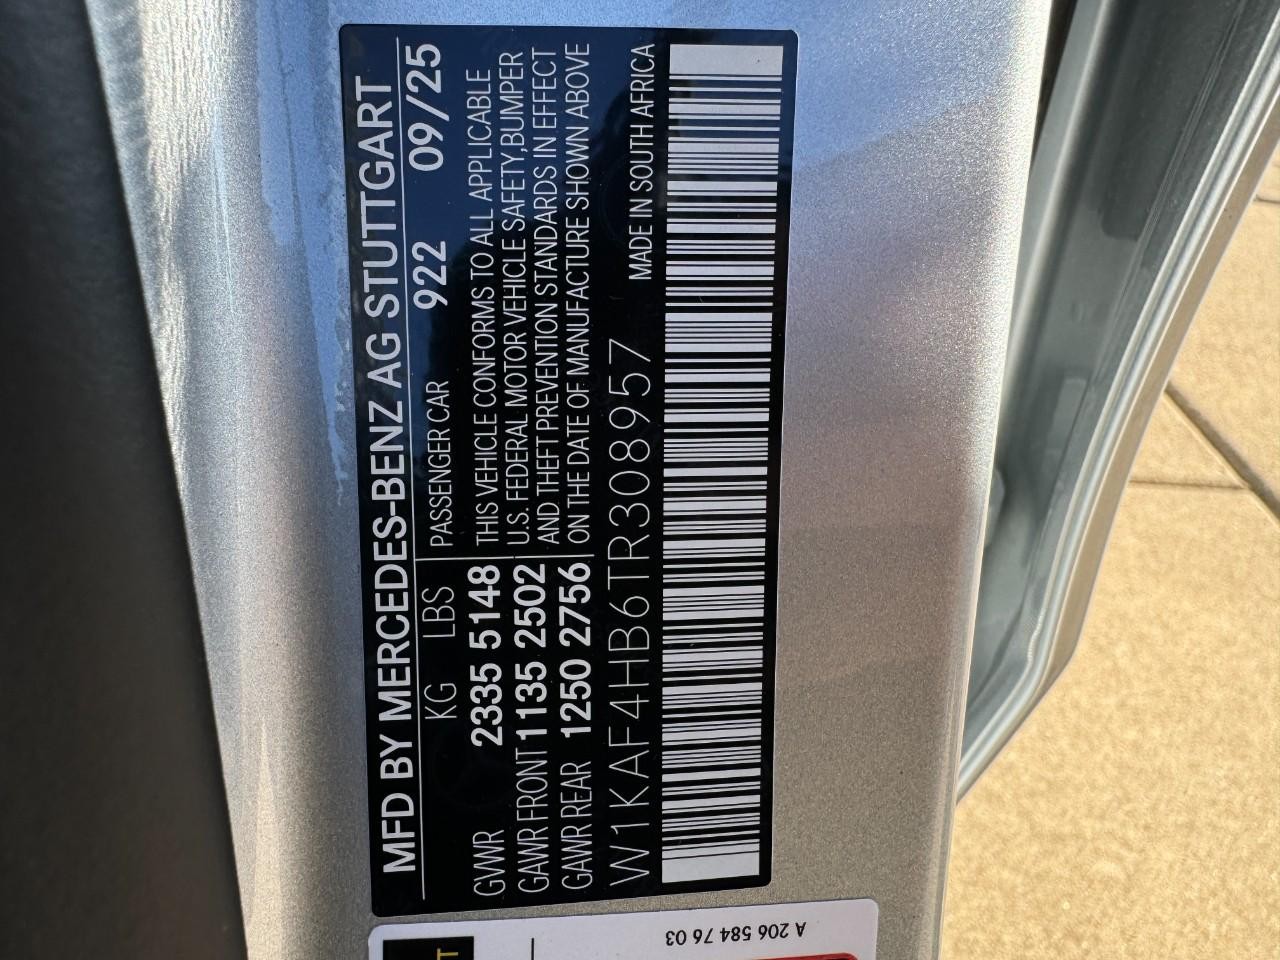 MFD BY MERCEDES-BENZ AG STUTTGART
KG LBS PASSENGER CAR 922 09/25
GWWR 2335 5148 THIS VEHICLE CONFORMS TO ALL APPLICABLE
GAWR FRONT 1135 2502 U.S. FEDERAL MOTOR VEHICLE SAFETY,BUMPER
AND THEFT PREVENTION STANDARDS IN EFFECT
GAWR REAR 1250 2756 ON THE DATE OF MANUFACTURE SHOWN ABOVE
W1KAF4HB6TR308957 MADE IN SOUTH AFRICA
A 206 584 76 03